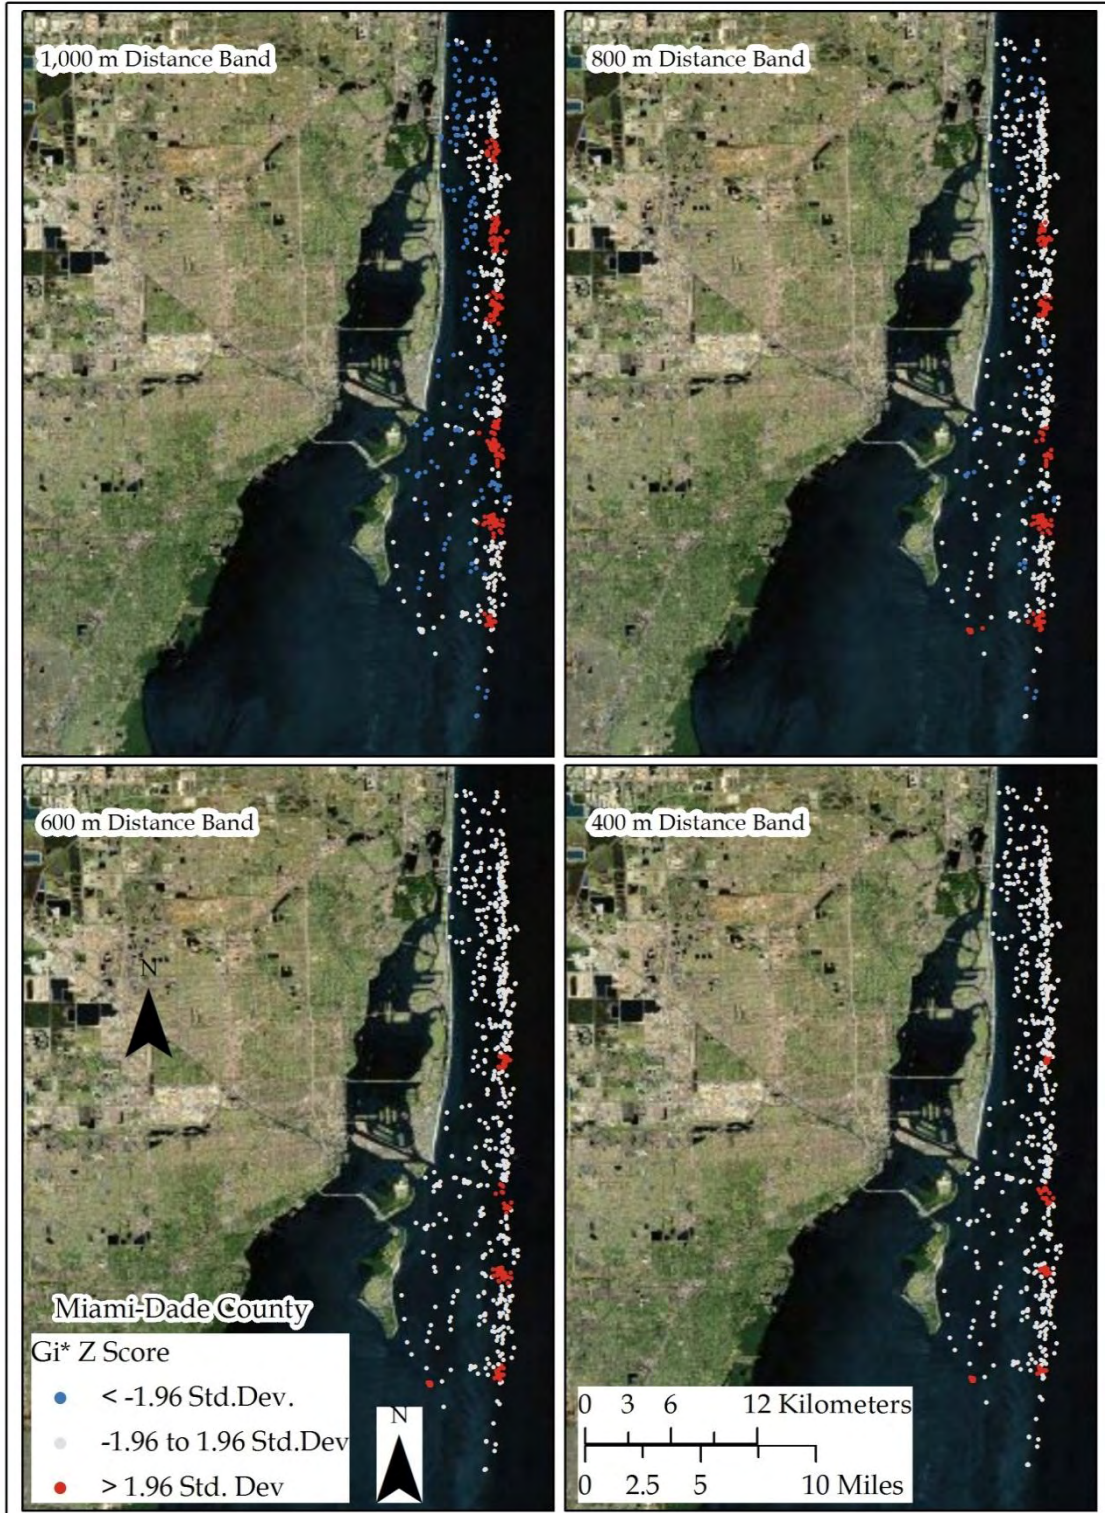 1,000 m Distance Band
800 m Distance Band
600 m Distance Band
400 m Distance Band
N
Miami-Dade County
Gi* Z Score
< -1.96 Std.Dev.
-1.96 to 1.96 Std.Dev
> 1.96 Std. Dev
N
0 3 6 12 Kilometers
0 2.5 5 10 Miles